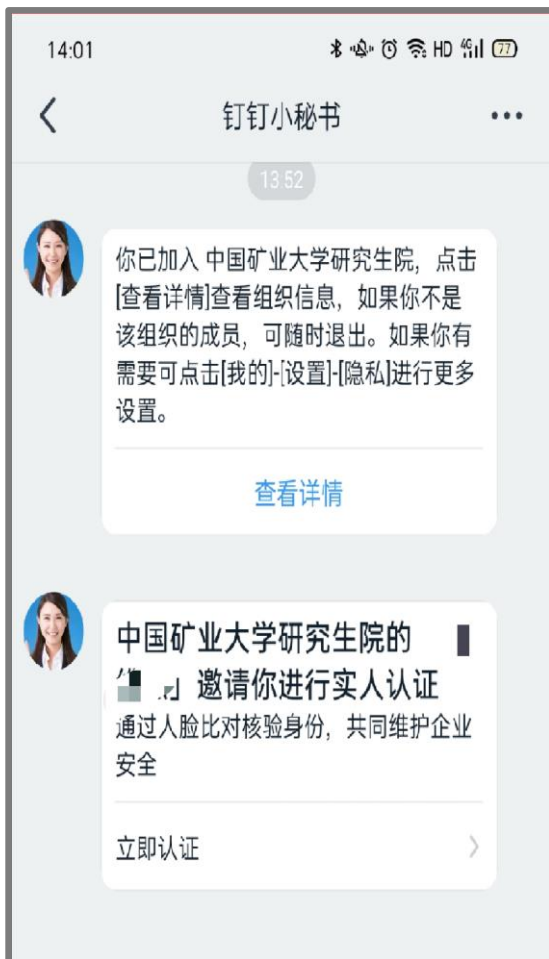 14:01
HD 4G 77
钉钉小秘书
13:52
你已加入 中国矿业大学研究生院，点击
[查看详情]查看组织信息，如果你不是
该组织的成员，可随时退出。如果你有
需要可点击[我的]-[设置]-[隐私]进行更多
设置。
查看详情
中国矿业大学研究生院的
」邀请你进行实人认证
通过人脸比对核验身份，共同维护企业
安全
立即认证